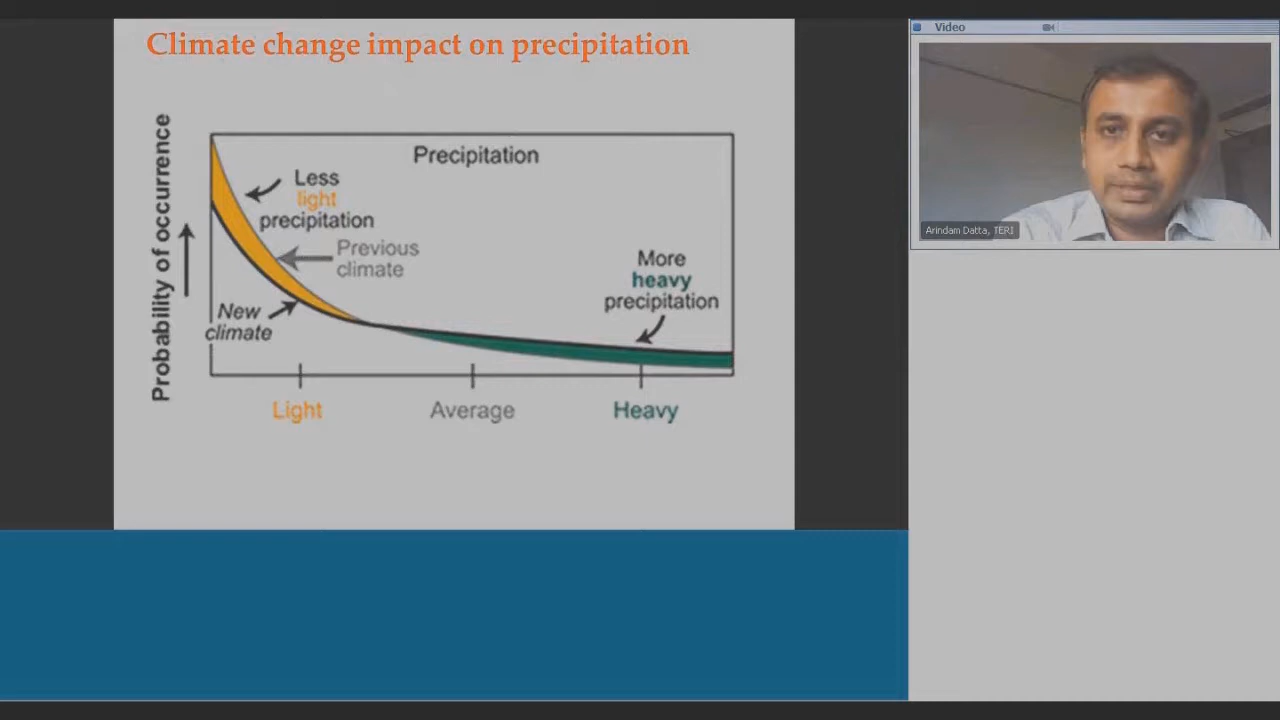 Climate change impact on precipitation
Probability of occurrence
Precipitation
Less
light
precipitation
Previous
climate
New
climate
More
heavy
precipitation
Light
Average
Heavy
Video
Arindam Datta, TERI